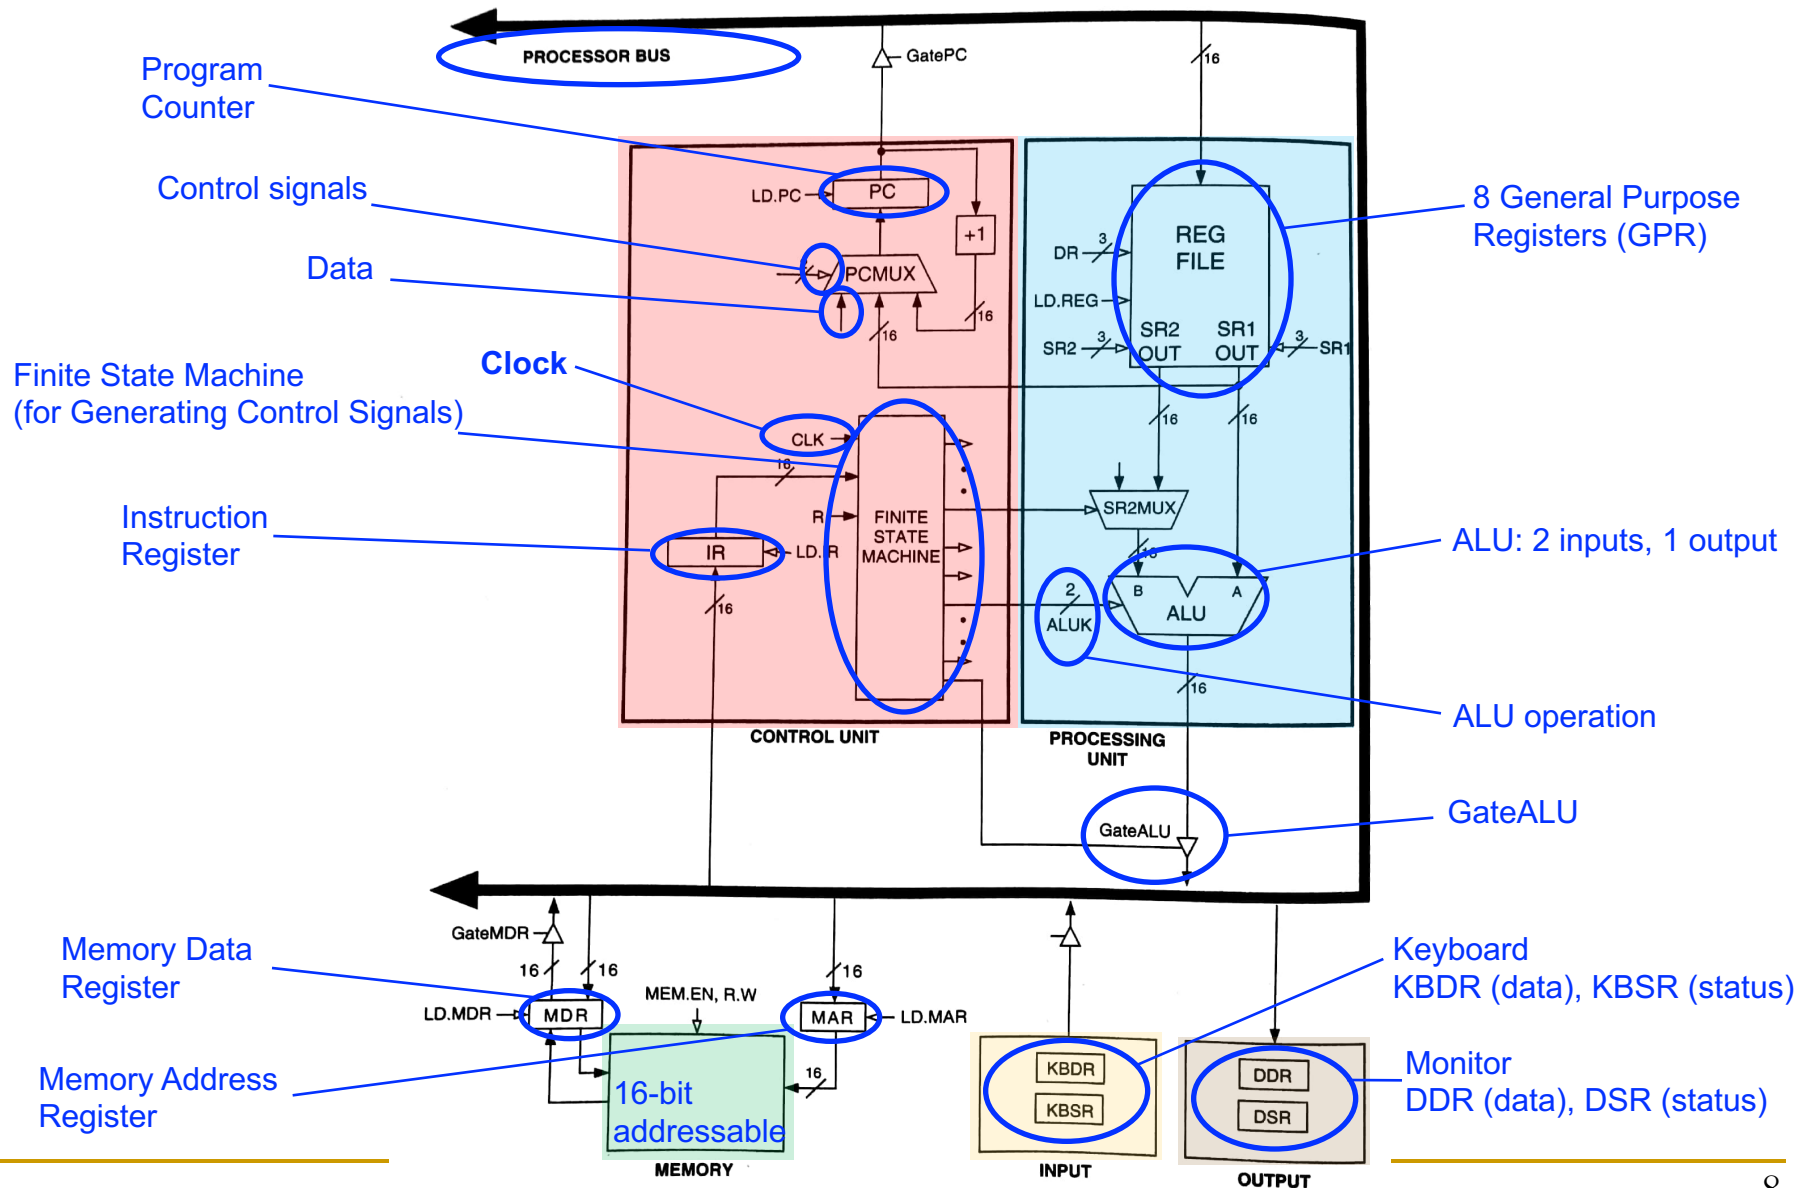 PROCESSOR BUS
GatePC
16
Program
Counter
Control signals
Data
LD.PC
PC
+1
PCMUX
16
16
8 General Purpose
Registers (GPR)
REG
FILE
DR
3
LD.REG
SR2
3
SR2
OUT
SR1
OUT
3
SR1
16
16
Finite State Machine
(for Generating Control Signals)
Clock
CLK
16
R
FINITE
STATE
MACHINE
Instruction
Register
IR
LD.IR
16
SR2MUX
16
B
A
ALU
2
ALUK
16
ALU: 2 inputs, 1 output
ALU operation
CONTROL UNIT
PROCESSING
UNIT
GateALU
GateALU
GateMDR
16
16
16
Memory Data
Register
LD.MDR
MDR
MEM.EN, R.W
MAR
LD.MAR
16
Memory Address
Register
16-bit
addressable
MEMORY
Keyboard
KBDR (data), KBSR (status)
KBDR
KBSR
INPUT
Monitor
DDR (data), DSR (status)
DDR
DSR
OUTPUT